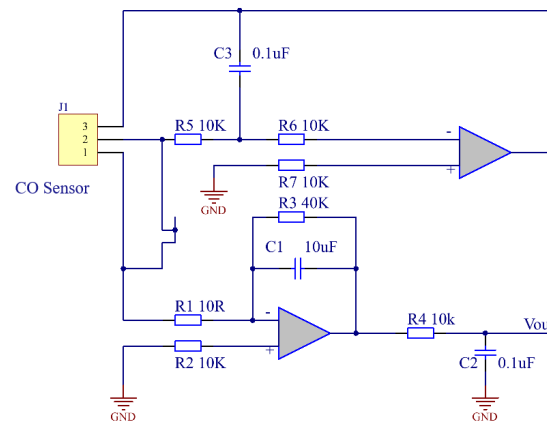 C3
0.1uF
J1
3
2
1
R5 10K
R6 10K
-
CO Sensor
R7 10K
+
GND
R3 40K
C1
10uF
R1 10R
-
R4 10k
Vou
R2 10K
+
C2
0.1uF
GND
GND